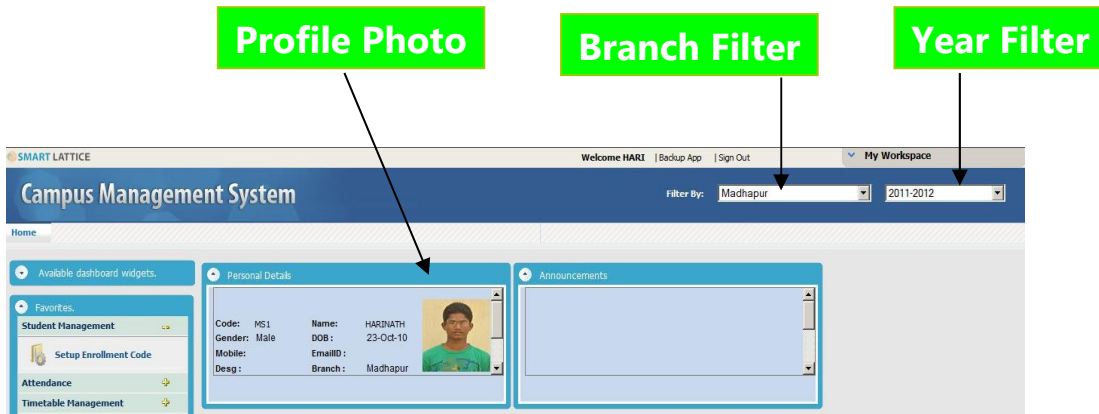 Profile Photo
Branch Filter
Year Filter
SMART LATTICE
Welcome HARI | Backup App | Sign Out
My Workspace
Campus Management System
Filter By: Madhapur 2011-2012
Home
Available dashboard widgets.
Personal Details
Announcements
Favorites.
Student Management
Setup Enrollment Code
Attendance
Timetable Management
Code: MS1 Name: HARINATH
Gender: Male DOB : 23-Oct-10
Mobile: EmailID :
Desg : Branch : Madhapur